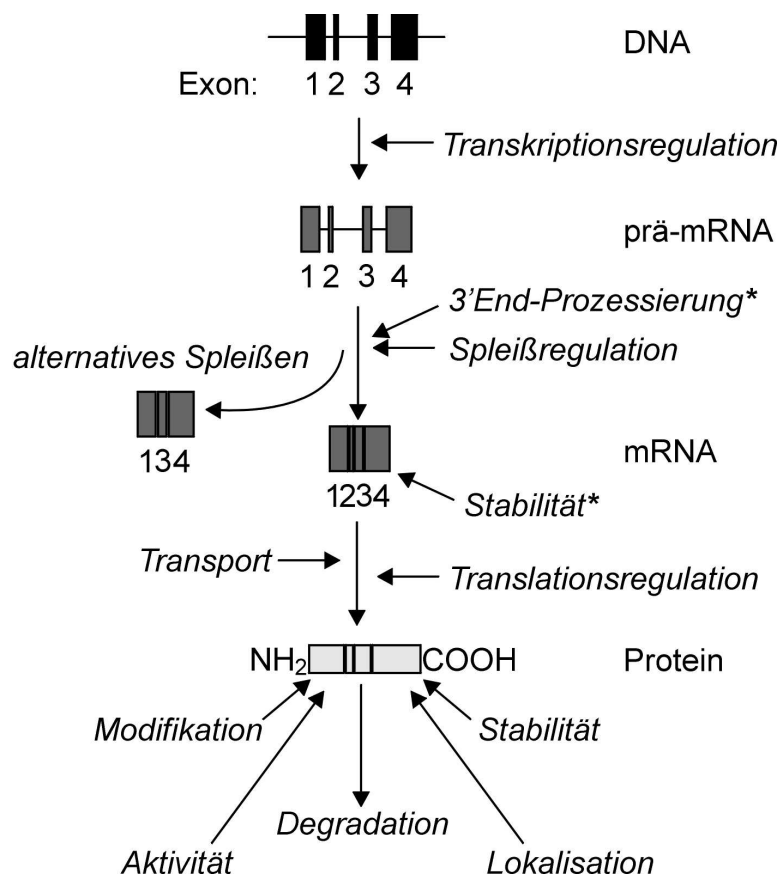 DNA
Exon: 1 2 3 4
Transkriptionsregulation
prä-mRNA
1 2 3 4
3’End-Prozessierung*
alternatives Spleißen
Spleißregulation
134
mRNA
1234
Stabilität*
Transport
Translationsregulation
NH₂ COOH Protein
Modifikation
Stabilität
Degradation
Aktivität
Lokalisation